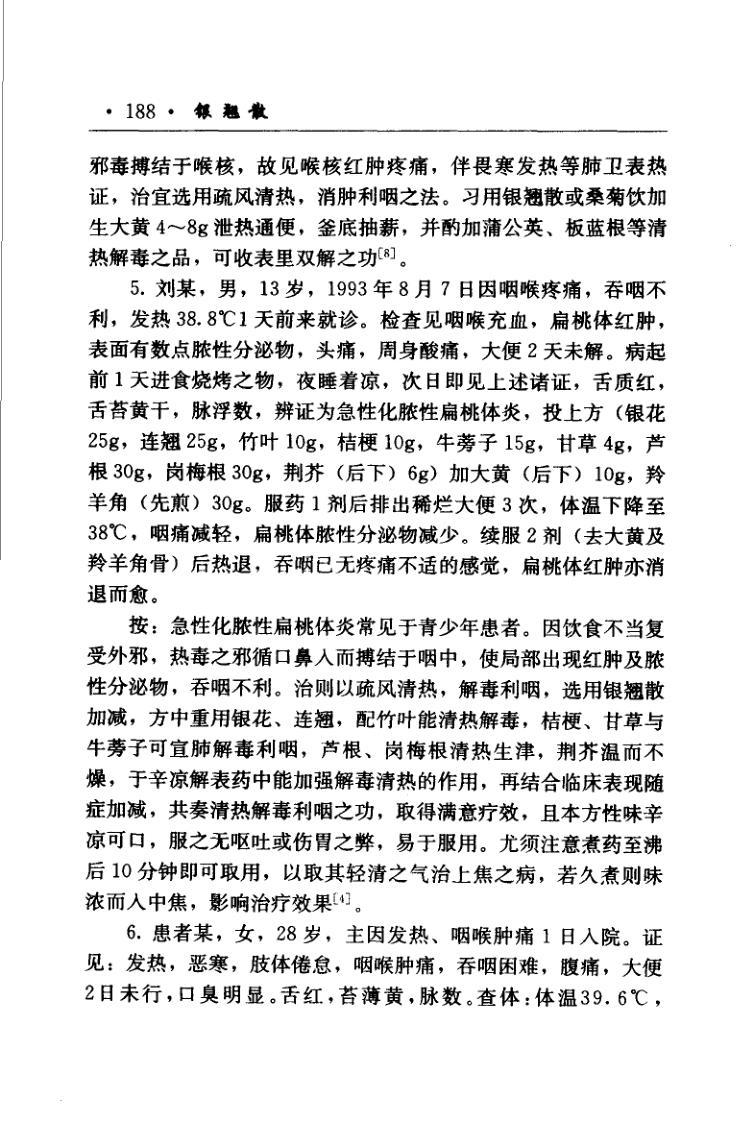 ·188· 银翘散
邪毒搏结于喉核，故见喉核红肿疼痛，伴畏寒发热等肺卫表热
证，治宜选用疏风清热，消肿利咽之法。习用银翘散或桑菊饮加
生大黄4～8g泄热通便，釜底抽薪，并酌加蒲公英、板蓝根等清
热解毒之品，可收表里双解之功[8]。
5. 刘某，男，13岁，1993年8月7日因咽喉疼痛，吞咽不
利，发热38.8℃1天前来就诊。检查见咽喉充血，扁桃体红肿，
表面有数点脓性分泌物，头痛，周身酸痛，大便2天未解。病起
前1天进食烧烤之物，夜睡着凉，次日即见上述诸证，舌质红，
舌苔黄干，脉浮数，辨证为急性化脓性扁桃体炎，投上方（银花
25g，连翘25g，竹叶10g，桔梗10g，牛蒡子15g，甘草4g，芦
根30g，岗梅根30g，荆芥（后下）6g）加大黄（后下）10g，羚
羊角（先煎）30g。服药1剂后排出稀烂大便3次，体温下降至
38℃，咽痛减轻，扁桃体脓性分泌物减少。续服2剂（去大黄及
羚羊角骨）后热退，吞咽已无疼痛不适的感觉，扁桃体红肿亦消
退而愈。
按：急性化脓性扁桃体炎常见于青少年患者。因饮食不当复
受外邪，热毒之邪循口鼻入而搏结于咽中，使局部出现红肿及脓
性分泌物，吞咽不利。治则以疏风清热，解毒利咽，选用银翘散
加减，方中重用银花、连翘，配竹叶能清热解毒，桔梗、甘草与
牛蒡子可宣肺解毒利咽，芦根、岗梅根清热生津，荆芥温而不
燥，于辛凉解表药中能加强解毒清热的作用，再结合临床表现随
症加减，共奏清热解毒利咽之功，取得满意疗效，且本方性味辛
凉可口，服之无呕吐或伤胃之弊，易于服用。尤须注意煮药至沸
后10分钟即可取用，以取其轻清之气治上焦之病，若久煮则味
浓而入中焦，影响治疗效果[4]。
6. 患者某，女，28岁，主因发热、咽喉肿痛1日入院。证
见：发热，恶寒，肢体倦怠，咽喉肿痛，吞咽困难，腹痛，大便
2日未行，口臭明显。舌红，苔薄黄，脉数。查体：体温39.6℃，